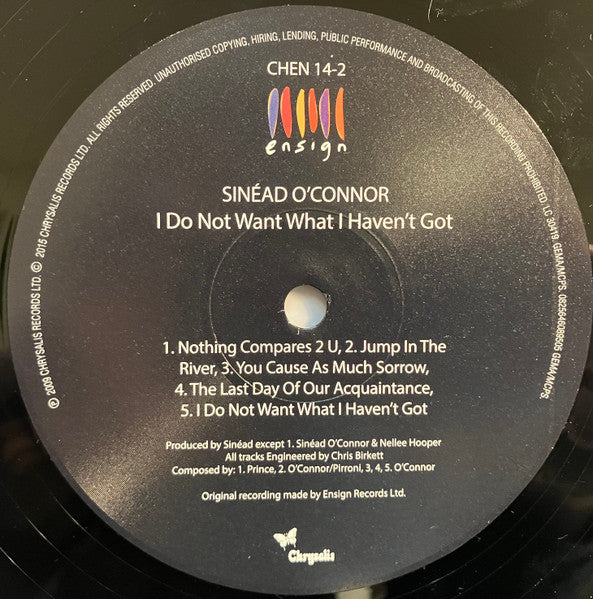 ℗ 2009 CHRYSALIS RECORDS LTD. © 2015 CHRYSALIS RECORDS LTD. ALL RIGHTS RESERVED. UNAUTHORISED COPYING, HIRING, LENDING, PUBLIC PERFORMANCE AND BROADCASTING OF THIS RECORDING PROHIBITED. LC 30419. GEMA/MCPS. 0825646089505 GEMA/MCPS.
CHEN 14-2
ensign
SINÉAD O'CONNOR
I Do Not Want What I Haven't Got
1. Nothing Compares 2 U, 2. Jump In The
River, 3. You Cause As Much Sorrow,
4. The Last Day Of Our Acquaintance,
5. I Do Not Want What I Haven't Got
Produced by Sinéad except 1. Sinéad O'Connor & Nellee Hooper
All tracks Engineered by Chris Birkett
Composed by: 1. Prince, 2. O'Connor/Pirroni, 3, 4, 5. O'Connor
Original recording made by Ensign Records Ltd.
Chrysalis